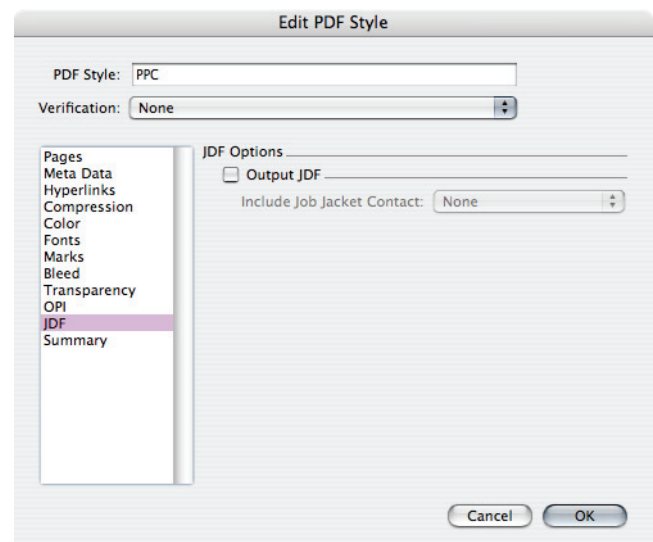 Edit PDF Style
PDF Style: PPC
Verification: None
Pages
Meta Data
Hyperlinks
Compression
Color
Fonts
Marks
Bleed
Transparency
OPI
JDF
Summary
JDF Options
Output JDF
Include Job Jacket Contact: None
Cancel OK